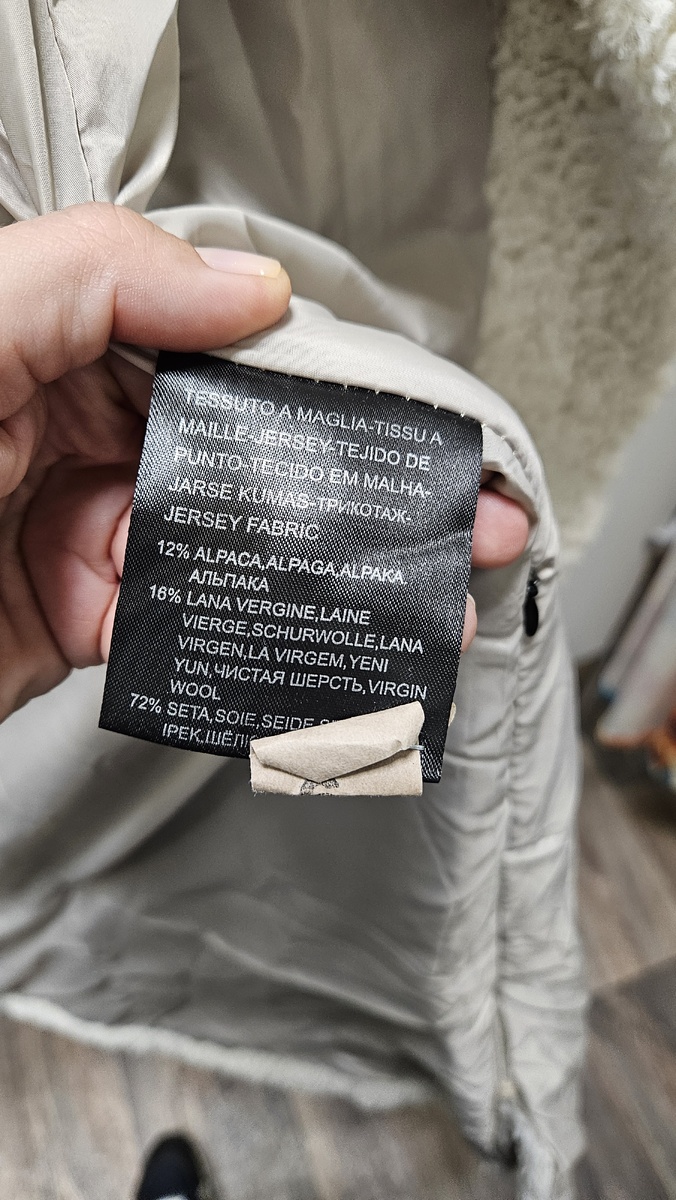 TESSUTO A MAGLIA-TISSU A
MAILLE-JERSEY-TEJIDO DE
PUNTO-TECIDO EM MALHA-
JARSE KUMAS-ТРИКОТАЖ-
JERSEY FABRIC
12% ALPACA,ALPAGA,ALPAKA,
АЛЬПАКА
16% LANA VERGINE,LAINE
VIERGE,SCHURWOLLE,LANA
VIRGEN,LA VIRGEM,YENI
YUN,ЧИСТАЯ ШЕРСТЬ,VIRGIN
WOOL
72% SETA,SOIE,SEIDE,
IPEK,